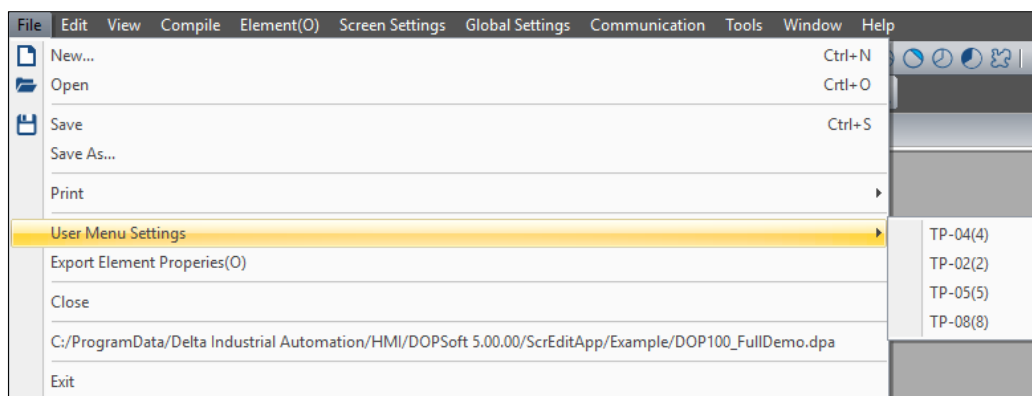 File Edit View Compile Element(O) Screen Settings Global Settings Communication Tools Window Help
New... Ctrl+N
Open Crtl+O
Save Ctrl+S
Save As...
Print
User Menu Settings
TP-04(4)
TP-02(2)
TP-05(5)
TP-08(8)
Export Element Properies(O)
Close
C:/ProgramData/Delta Industrial Automation/HMI/DOPSoft 5.00.00/ScrEditApp/Example/DOP100_FullDemo.dpa
Exit